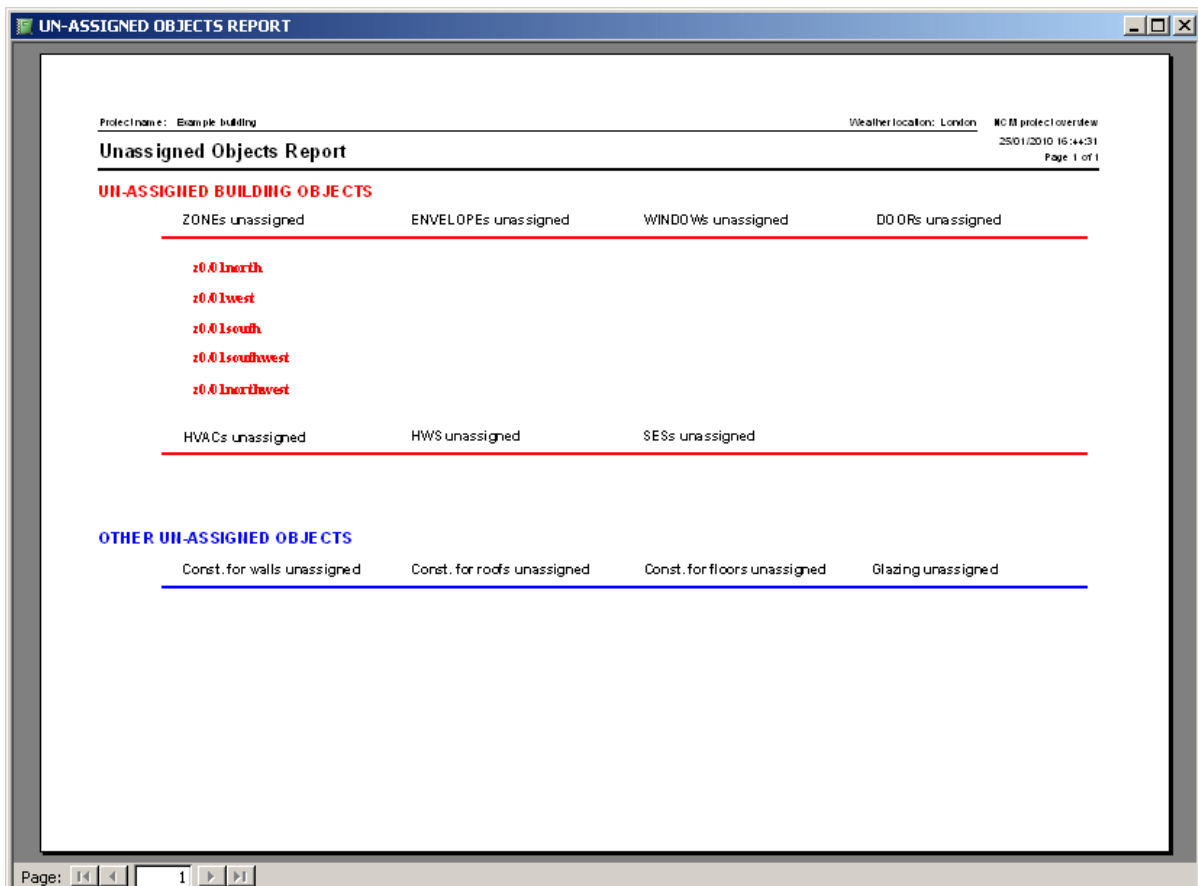 UN-ASSIGNED OBJECTS REPORT
Project name: Example building Weather location: London NCM project overview
25/01/2010 16:44:31
Unassigned Objects Report
Page 1 of 1
UN-ASSIGNED BUILDING OBJECTS
ZONEs unassigned ENVELOPEs unassigned WINDOWs unassigned DOORs unassigned
z0/01north
z0/01west
z0/01south
z0/01southwest
z0/01northwest
HVACs unassigned HWS unassigned SESs unassigned
OTHER UN-ASSIGNED OBJECTS
Const. for walls unassigned Const. for roofs unassigned Const. for floors unassigned Glazing unassigned
Page: 1